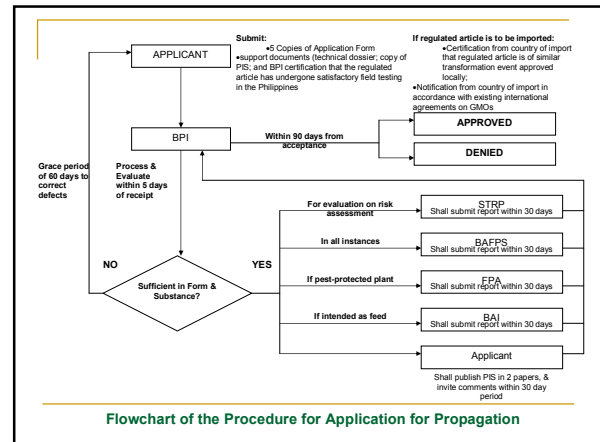 Submit:
•5 Copies of Application Form
•support documents (technical dossier; copy of
PIS; and BPI certification that the regulated
article has undergone satisfactory field testing
in the Philippines
If regulated article is to be imported:
•Certification from country of import
that regulated article is of similar
transformation event approved
locally;
•Notification from country of import in
accordance with existing international
agreements on GMOs
APPLICANT
BPI
Within 90 days from
acceptance
APPROVED
DENIED
Grace period
of 60 days to
correct
defects
Process &
Evaluate
within 5 days
of receipt
NO
Sufficient in Form &
Substance?
YES
For evaluation on risk
assessment
STRP
Shall submit report within 30 days
In all instances
BAFPS
Shall submit report within 30 days
If pest-protected plant
FPA
Shall submit report within 30 days
If intended as feed
BAI
Shall submit report within 30 days
Applicant
Shall publish PIS in 2 papers, &
invite comments within 30 day
period
Flowchart of the Procedure for Application for Propagation